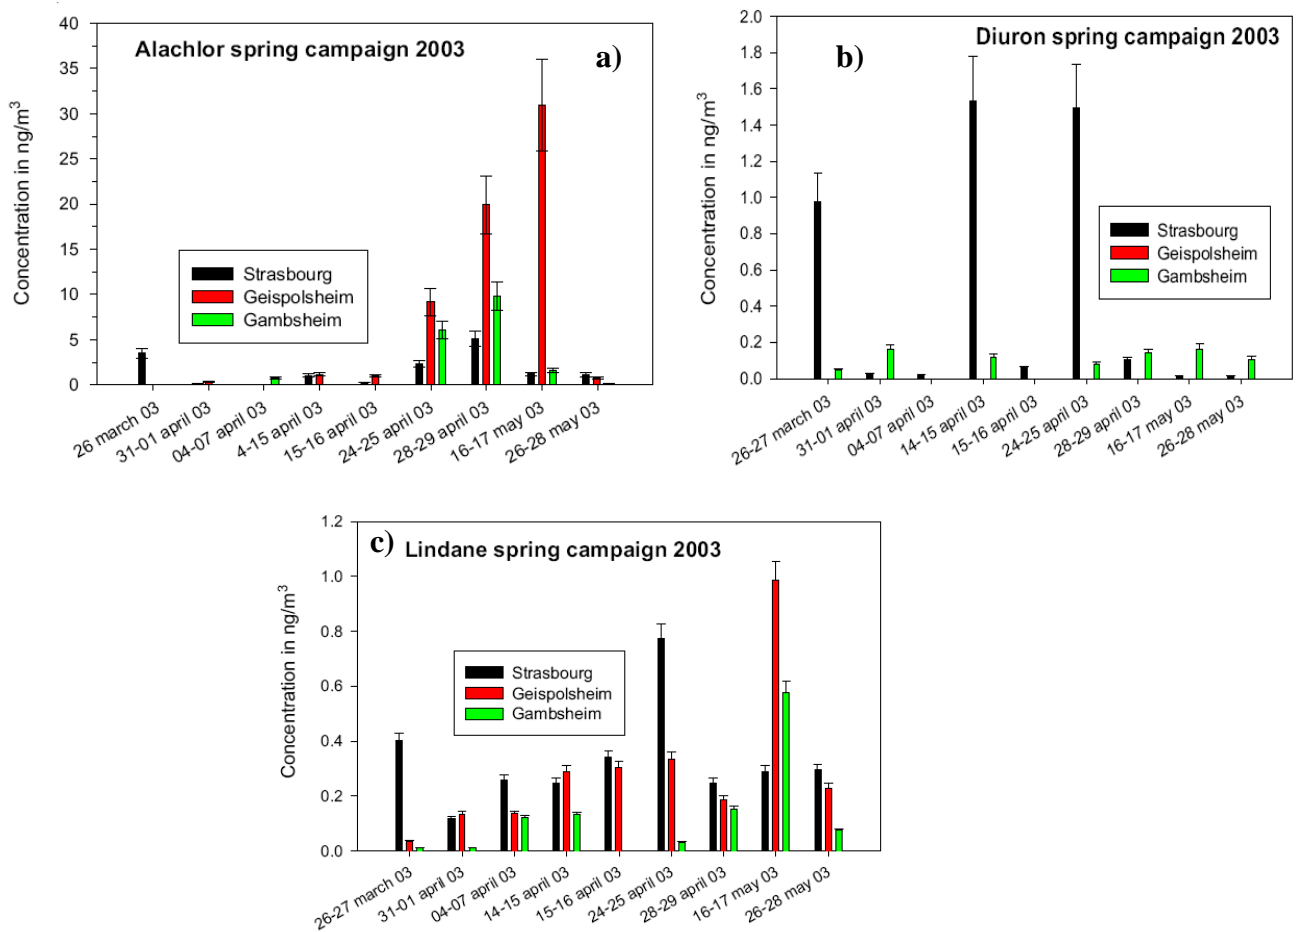 Alachlor spring campaign 2003
a)
Concentration in ng/m³
40
35
30
25
20
15
10
5
0
Strasbourg
Geispolsheim
Gambsheim
26 march 03
31-01 april 03
04-07 april 03
4-15 april 03
15-16 april 03
24-25 april 03
28-29 april 03
16-17 may 03
26-28 may 03
b)
Diuron spring campaign 2003
Concentration in ng/m³
2.0
1.8
1.6
1.4
1.2
1.0
0.8
0.6
0.4
0.2
0.0
Strasbourg
Geispolsheim
Gambsheim
26-27 march 03
31-01 april 03
04-07 april 03
14-15 april 03
15-16 april 03
24-25 april 03
28-29 april 03
16-17 may 03
26-28 may 03
c)
Lindane spring campaign 2003
Concentration in ng/m³
1.2
1.0
0.8
0.6
0.4
0.2
0.0
Strasbourg
Geispolsheim
Gambsheim
26-27 march 03
31-01 april 03
04-07 april 03
14-15 april 03
15-16 april 03
24-25 april 03
28-29 april 03
16-17 may 03
26-28 may 03